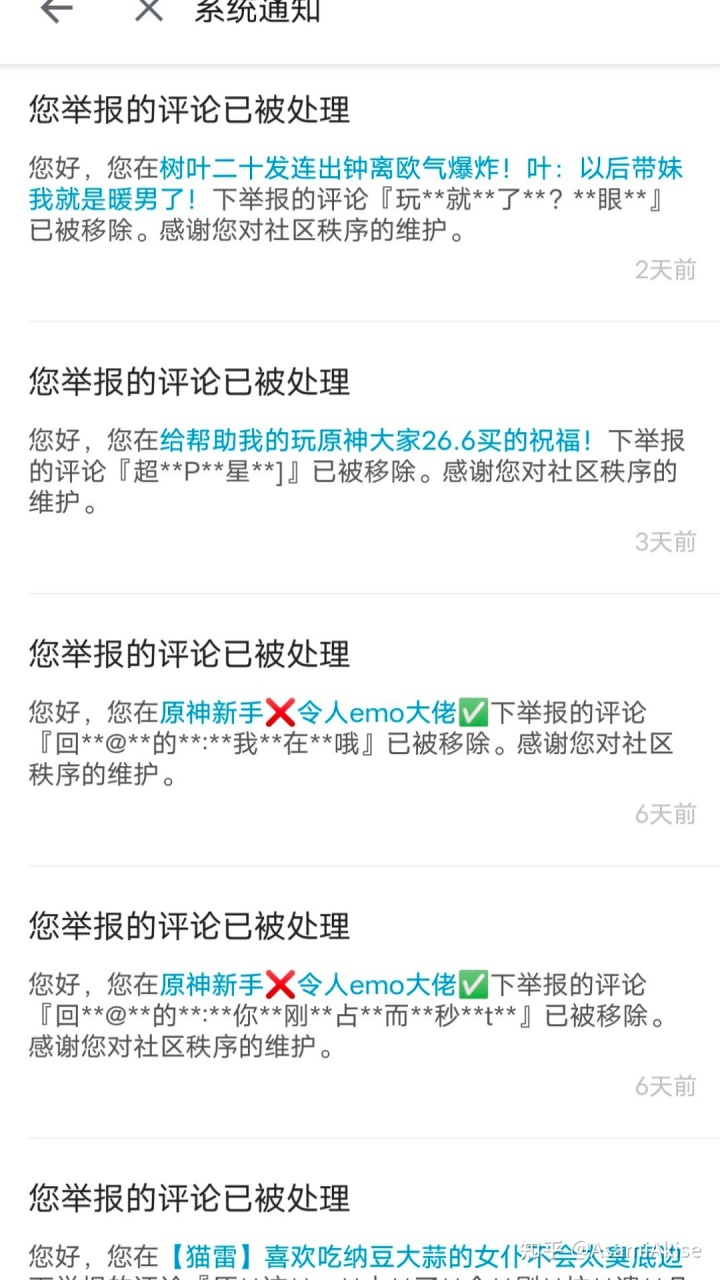 系统通知
您举报的评论已被处理
您好，您在树叶二十发连出钟离欧气爆炸！叶：以后带妹
我就是暖男了！下举报的评论『玩**就**了**？**眼**』
已被移除。感谢您对社区秩序的维护。
2天前
您举报的评论已被处理
您好，您在给帮助我的玩原神大家26.6买的祝福！下举报
的评论『超**P**星**]』已被移除。感谢您对社区秩序的
维护。
3天前
您举报的评论已被处理
您好，您在原神新手❌令人emo大佬✅下举报的评论
『回**@**的**:**我**在**哦』已被移除。感谢您对社区
秩序的维护。
6天前
您举报的评论已被处理
您好，您在原神新手❌令人emo大佬✅下举报的评论
『回**@**的**:**你**刚**占**而**秒**t**』已被移除。
感谢您对社区秩序的维护。
6天前
您举报的评论已被处理
您好，您在【猫雷】喜欢吃纳豆大蒜的女仆不会太臭底边
知乎 @AsamiAkise